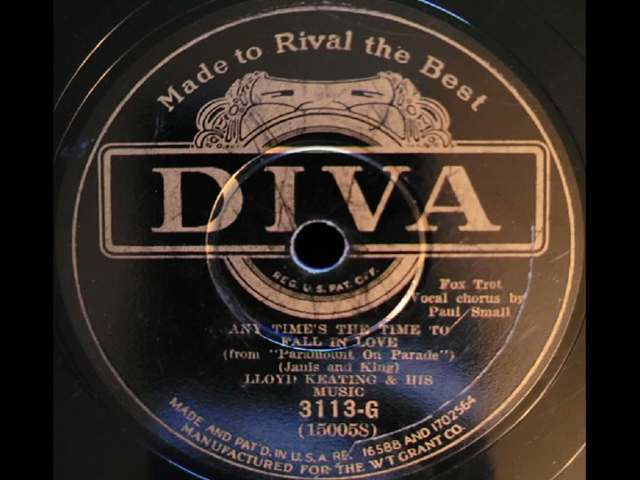 Made to Rival the Best
DIVA
REG. U.S. PAT. OFF.
Fox Trot
Vocal chorus by
Paul Small
ANY TIME'S THE TIME TO
FALL IN LOVE
(from "Paramount On Parade")
(Janis and King)
LLOYD KEATING & HIS
MUSIC
3113-G
(150058)
MADE AND PAT'D. IN U.S.A. RE. 16588 AND 1702564
MANUFACTURED FOR THE W T GRANT CO.